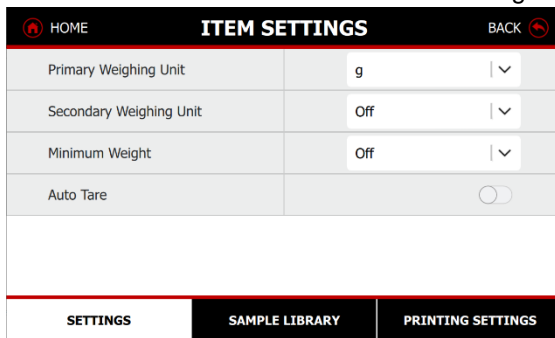 HOME ITEM SETTINGS BACK
Primary Weighing Unit g
Secondary Weighing Unit Off
Minimum Weight Off
Auto Tare
SETTINGS SAMPLE LIBRARY PRINTING SETTINGS